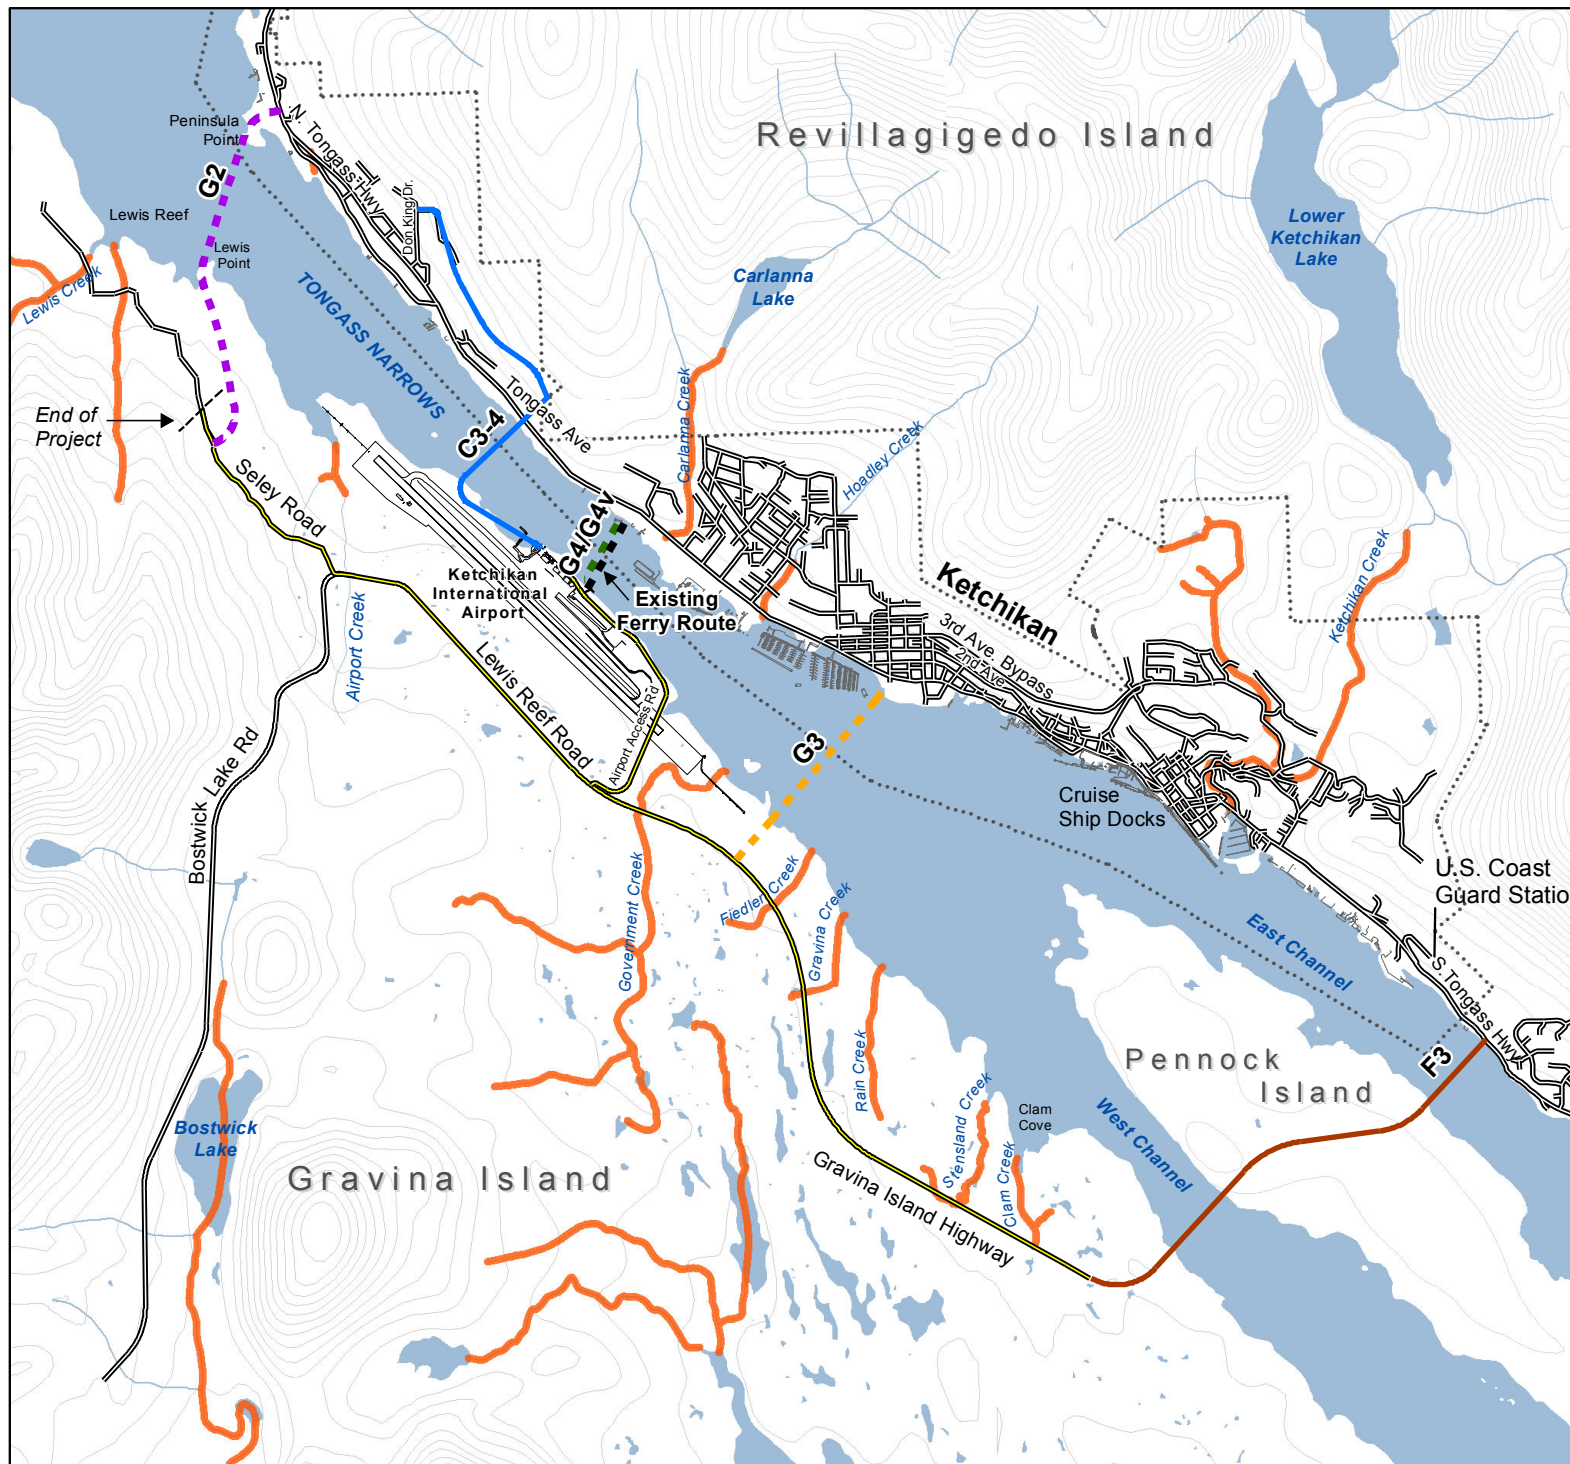 Revillagigedo Island
Peninsula
Point
N. Tongass Hwy
G2
Don King Dr.
Lewis Reef
Lewis
Point
Lewis Creek
TONGASS NARROWS
Carlanna
Lake
Lower
Ketchikan
Lake
End of
Project
Tongass Ave
C3-4
Carlanna Creek
Hoadley Creek
Seley Road
G4/G4v
Ketchikan
International
Airport
Existing
Ferry Route
Ketchikan
3rd Ave. Bypass
2nd Ave
Ketchikan Creek
Airport Creek
Lewis Reef Road
Airport Access Rd
G3
Bostwick Lake Rd
Cruise
Ship Docks
U.S. Coast
Guard Statio
Government Creek
Fiedler Creek
Gravina Creek
East Channel
S. Tongass Hwy
Rain Creek
F3
Pennock
Island
Stensland Creek
Clam
Cove
West Channel
Clam Creek
Bostwick
Lake
Gravina Island
Gravina Island Highway